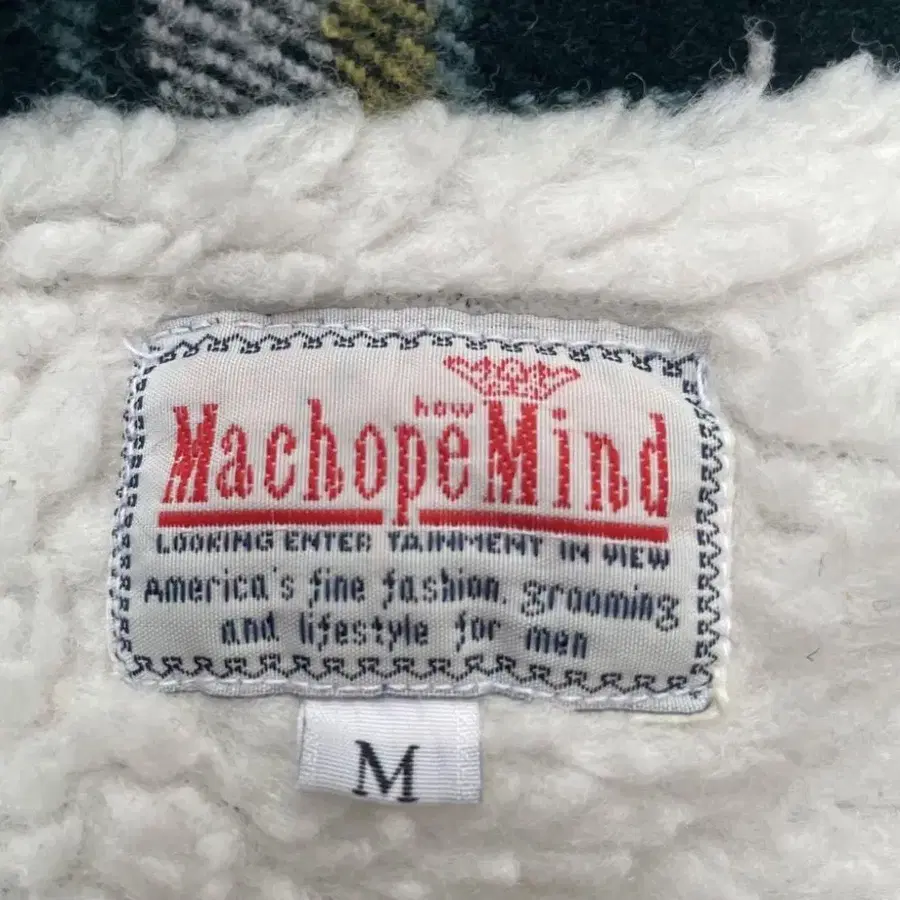 how
MachopeMind
LOOKING ENTER TAINMENT IN VIEW
America's fine fashion, grooming
and lifestyle for men
M